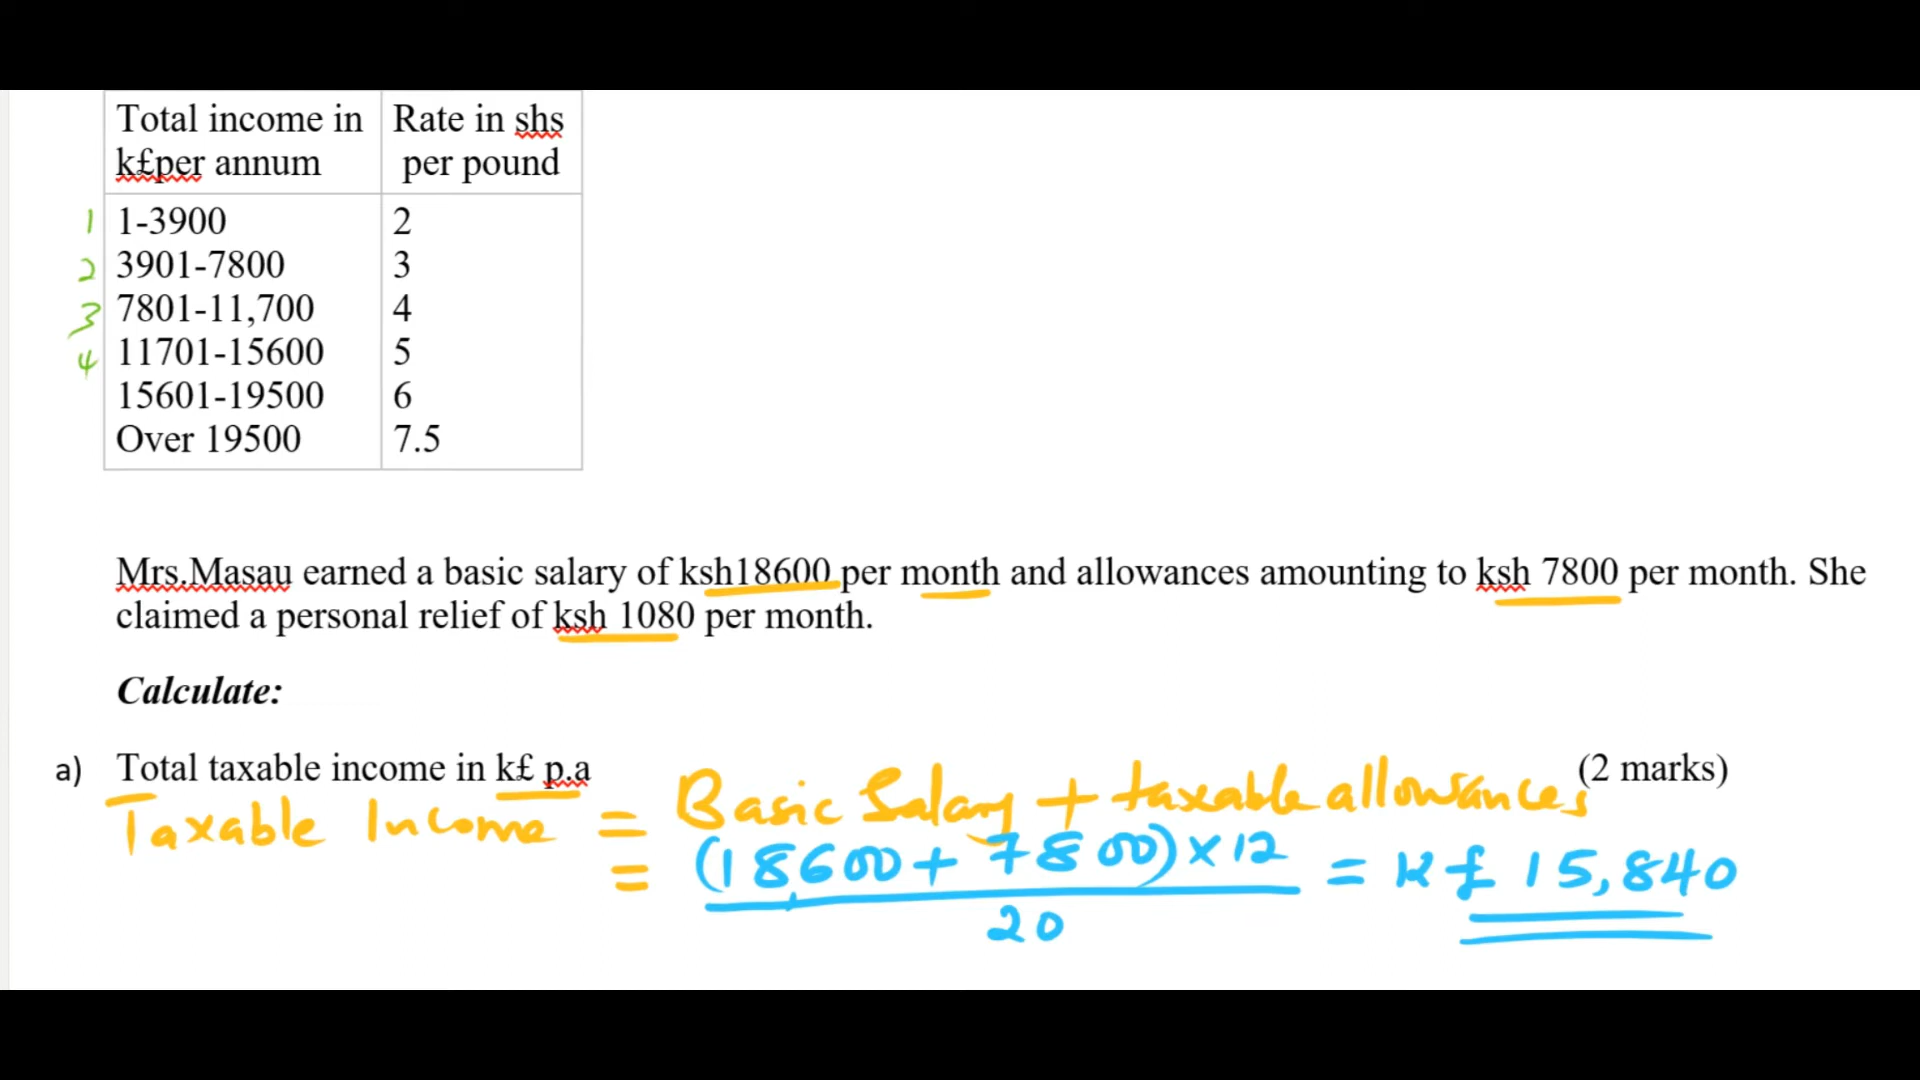 Total income in Rate in shs
k£per annum per pound
1 1-3900 2
2 3901-7800 3
3 7801-11,700 4
4 11701-15600 5
15601-19500 6
Over 19500 7.5
Mrs.Masau earned a basic salary of ksh18600 per month and allowances amounting to ksh 7800 per month. She
claimed a personal relief of ksh 1080 per month.
Calculate:
a) Total taxable income in k£ p.a (2 marks)
Taxable Income = Basic Salary + taxable allowances
= (18,600 + 7800) × 12 = K£ 15,840
20